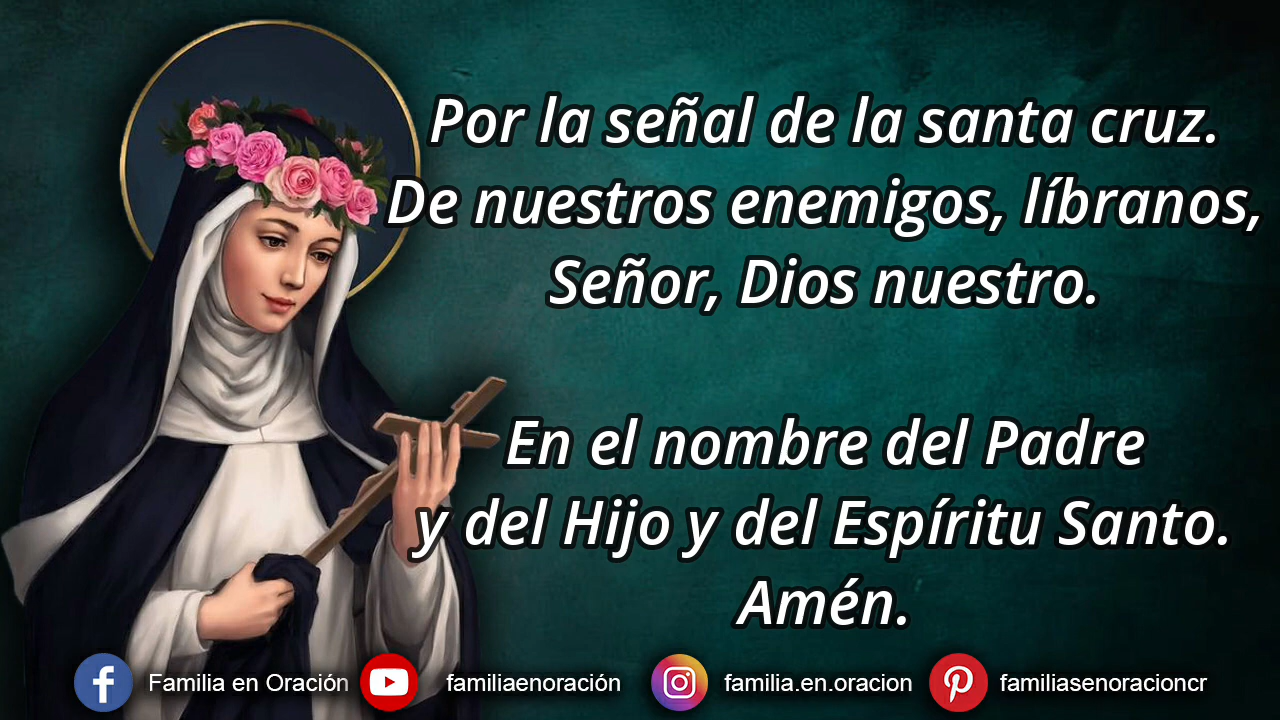 Por la señal de la santa cruz.
De nuestros enemigos, líbranos,
Señor, Dios nuestro.
En el nombre del Padre
y del Hijo y del Espíritu Santo.
Amén.
Familia en Oración
familiaenoración
familia.en.oracion
familiasenoracioncr